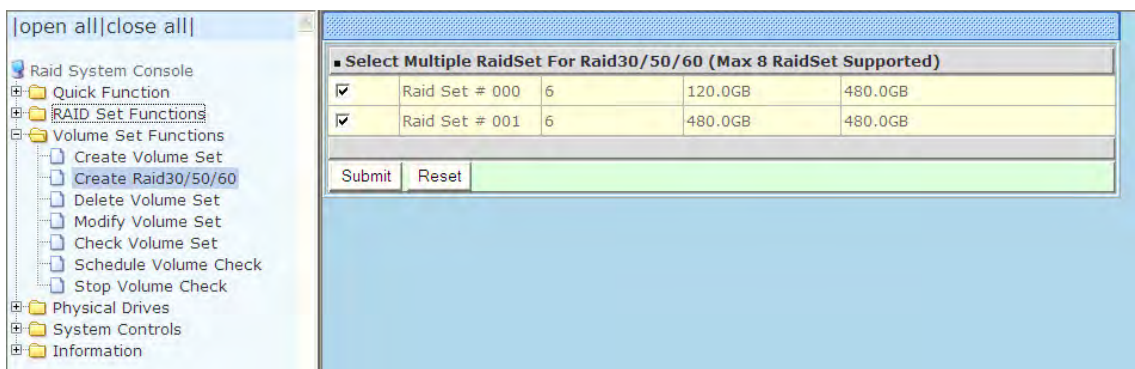 |open all|close all|
Raid System Console
Quick Function
RAID Set Functions
Volume Set Functions
Create Volume Set
Create Raid30/50/60
Delete Volume Set
Modify Volume Set
Check Volume Set
Schedule Volume Check
Stop Volume Check
Physical Drives
System Controls
Information
Select Multiple RaidSet For Raid30/50/60 (Max 8 RaidSet Supported)
Raid Set # 000 6 120.0GB 480.0GB
Raid Set # 001 6 480.0GB 480.0GB
Submit Reset